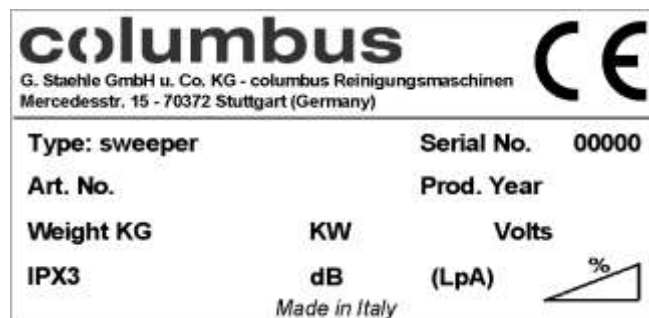 columbus
G. Staehle GmbH u. Co. KG - columbus Reinigungsmaschinen
Mercedesstr. 15 - 70372 Stuttgart (Germany)
CE
Type: sweeper Serial No. 00000
Art. No. Prod. Year
Weight KG KW Volts
IPX3 dB (LpA) %
Made in Italy